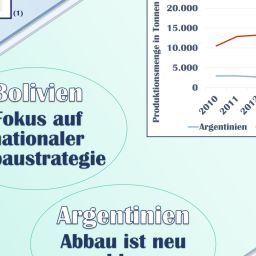 (1)
Produktionsmenge in Tonnen
20.000
15.000
10.000
5.000
0
2010
2011
Argentinien
Bolivien
Fokus auf
nationaler
Argentinien
Abbau ist neu